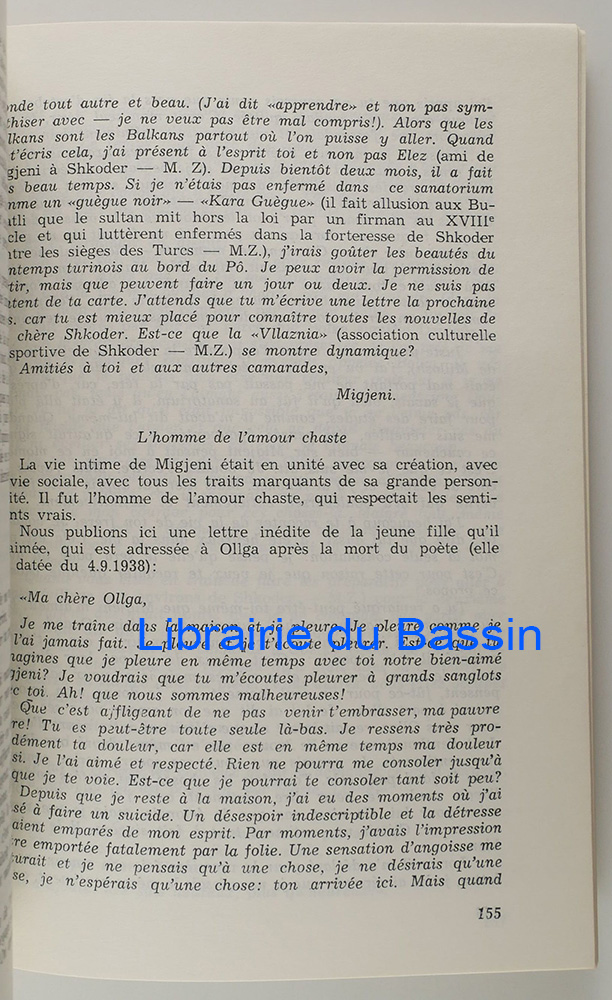 onde tout autre et beau. (J'ai dit «apprendre» et non pas sym-
thiser avec — je ne veux pas être mal compris!). Alors que les
lkans sont les Balkans partout où l'on puisse y aller. Quand
t'écris cela, j'ai présent à l'esprit toi et non pas Elez (ami de
gjeni à Shkoder — M. Z). Depuis bientôt deux mois, il a fait
s beau temps. Si je n'étais pas enfermé dans ce sanatorium
mme un «guègue noir» — «Kara Guègue» (il fait allusion aux Bu-
atli que le sultan mit hors la loi par un firman au XVIIIe
cle et qui luttèrent enfermés dans la forteresse de Shkoder
ntre les sièges des Turcs — M.Z.), j'irais goûter les beautés du
ntemps turinois au bord du Pô. Je peux avoir la permission de
tir, mais que peuvent faire un jour ou deux. Je ne suis pas
ntent de ta carte. J'attends que tu m'écrive une lettre la prochaine
s. car tu est mieux placé pour connaître toutes les nouvelles de
chère Shkoder. Est-ce que la «Vllaznia» (association culturelle
sportive de Shkoder — M.Z.) se montre dynamique?
Amitiés à toi et aux autres camarades,
Migjeni.
L'homme de l'amour chaste
La vie intime de Migjeni était en unité avec sa création, avec
vie sociale, avec tous les traits marquants de sa grande person-
ité. Il fut l'homme de l'amour chaste, qui respectait les senti-
nts vrais.
Nous publions ici une lettre inédite de la jeune fille qu'il
aimée, qui est adressée à Ollga après la mort du poète (elle
datée du 4.9.1938):
«Ma chère Ollga,
Je me traîne dans la maison et je pleure. Je pleure comme je
l'ai jamais fait. Je pleure et je t'écoute pleurer. Est-ce que tu
Librairie du Bassin
nagines que je pleure en même temps avec toi notre bien-aimé
gjeni? Je voudrais que tu m'écoutes pleurer à grands sanglots
c toi. Ah! que nous sommes malheureuses!
Que c'est affligeant de ne pas venir t'embrasser, ma pauvre
re! Tu es peut-être toute seule là-bas. Je ressens très pro-
dément ta douleur, car elle est en même temps ma douleur
si. Je l'ai aimé et respecté. Rien ne pourra me consoler jusqu'à
que je te voie. Est-ce que je pourrai te consoler tant soit peu?
Depuis que je reste à la maison, j'ai eu des moments où j'ai
sé à faire un suicide. Un désespoir indescriptible et la détresse
aient emparés de mon esprit. Par moments, j'avais l'impression
re emportée fatalement par la folie. Une sensation d'angoisse me
urait et je ne pensais qu'à une chose, je ne désirais qu'une
se, je n'espérais qu'une chose: ton arrivée ici. Mais quand
155